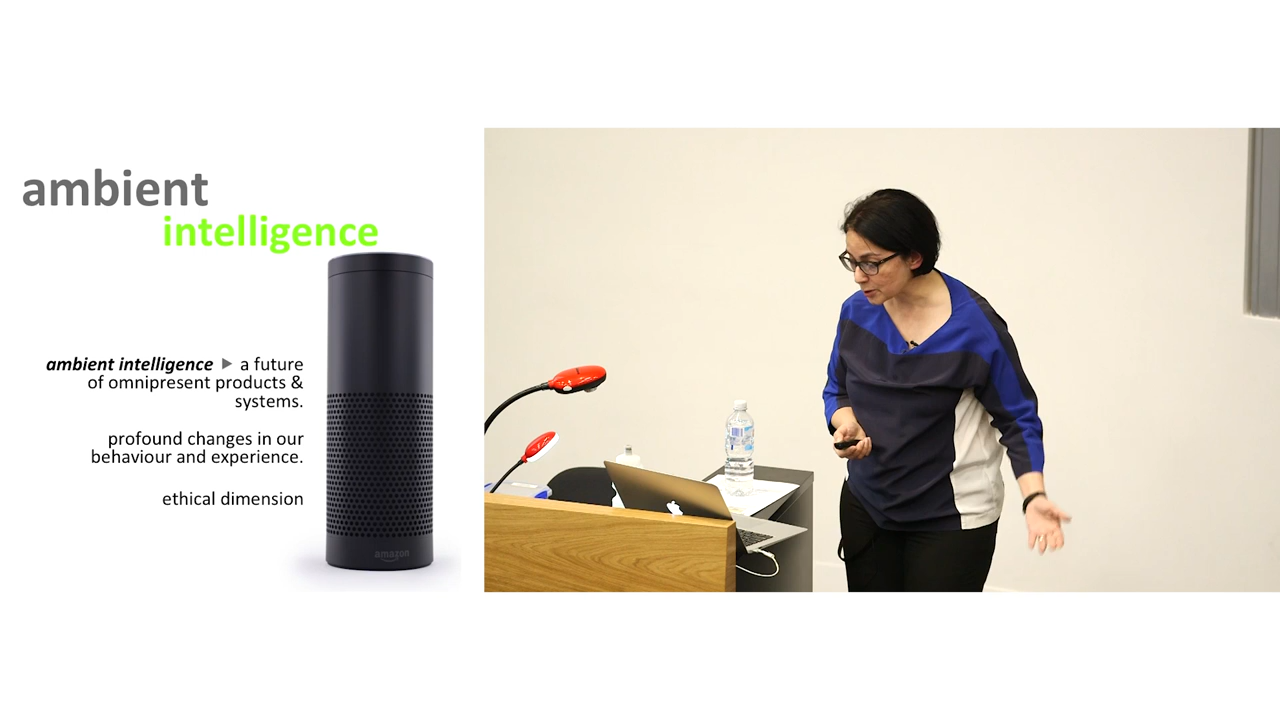 ambient
intelligence
ambient intelligence ▶ a future
of omnipresent products &
systems.
profound changes in our
behaviour and experience.
ethical dimension
amazon